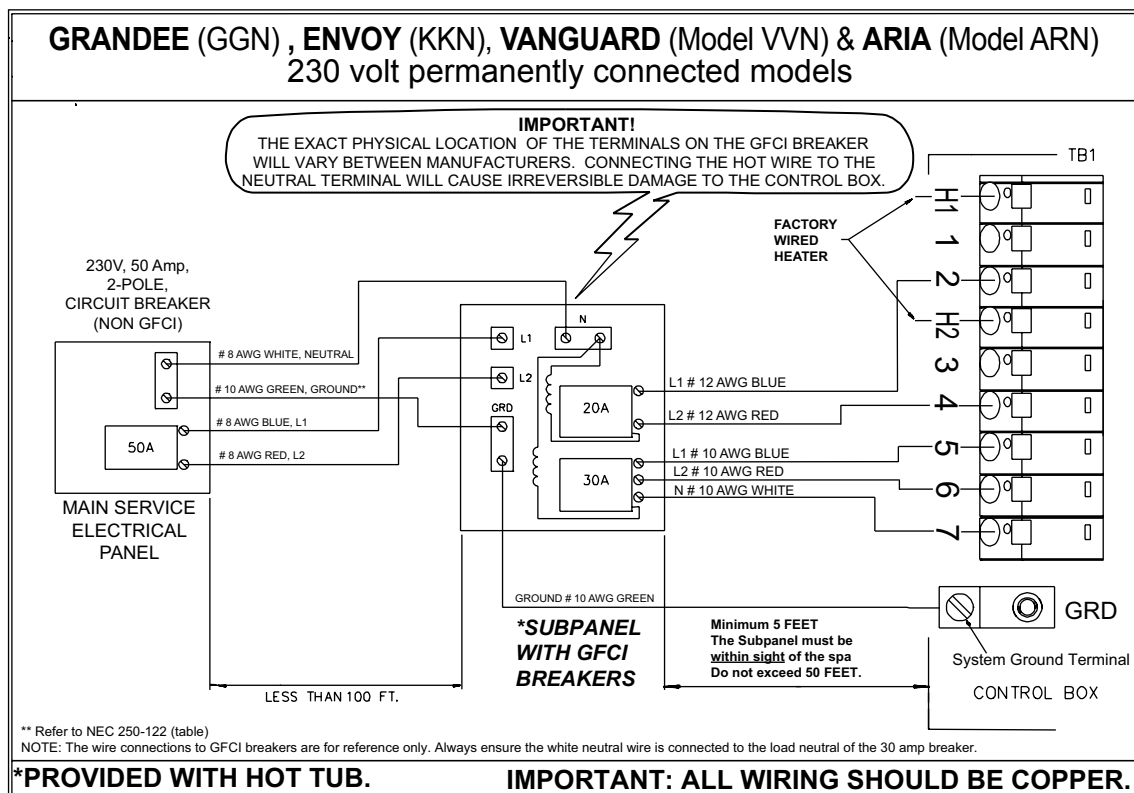 GRANDEE (GGN) , ENVOY (KKN), VANGUARD (Model VVN) & ARIA (Model ARN)
230 volt permanently connected models
IMPORTANT!
THE EXACT PHYSICAL LOCATION OF THE TERMINALS ON THE GFCI BREAKER
WILL VARY BETWEEN MANUFACTURERS. CONNECTING THE HOT WIRE TO THE
NEUTRAL TERMINAL WILL CAUSE IRREVERSIBLE DAMAGE TO THE CONTROL BOX.
230V, 50 Amp,
2-POLE,
CIRCUIT BREAKER
(NON GFCI)
# 8 AWG WHITE, NEUTRAL
# 10 AWG GREEN, GROUND**
# 8 AWG BLUE, L1
# 8 AWG RED, L2
50A
MAIN SERVICE
ELECTRICAL
PANEL
L1
N
L2
GRD
20A
30A
L1 # 12 AWG BLUE
L2 # 12 AWG RED
L1 # 10 AWG BLUE
L2 # 10 AWG RED
N # 10 AWG WHITE
FACTORY
WIRED
HEATER
TB1
H1
1
2
H2
3
4
5
6
7
GROUND # 10 AWG GREEN
*SUBPANEL
WITH GFCI
BREAKERS
Minimum 5 FEET
The Subpanel must be
within sight of the spa
Do not exceed 50 FEET.
GRD
System Ground Terminal
CONTROL BOX
LESS THAN 100 FT.
** Refer to NEC 250-122 (table)
NOTE: The wire connections to GFCI breakers are for reference only. Always ensure the white neutral wire is connected to the load neutral of the 30 amp breaker.
*PROVIDED WITH HOT TUB.
IMPORTANT: ALL WIRING SHOULD BE COPPER.